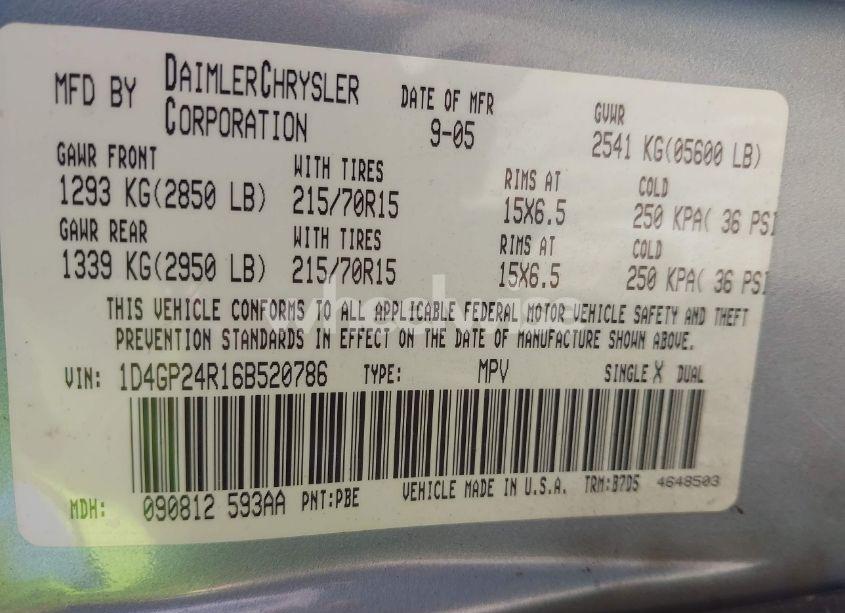 MFD BY DAIMLERCHRYSLER CORPORATION
DATE OF MFR 9-05
GVWR 2541 KG(05600 LB)
GAWR FRONT WITH TIRES RIMS AT COLD
1293 KG(2850 LB) 215/70R15 15X6.5 250 KPA( 36 PSI
GAWR REAR WITH TIRES RIMS AT COLD
1339 KG(2950 LB) 215/70R15 15X6.5 250 KPA( 36 PSI
THIS VEHICLE CONFORMS TO ALL APPLICABLE FEDERAL MOTOR VEHICLE SAFETY AND THEFT
PREVENTION STANDARDS IN EFFECT ON THE DATE OF MANUFACTURE SHOWN ABOVE.
VIN: 1D4GP24R16B520786 TYPE: MPV SINGLE X DUAL
MDH: 090812 593AA PNT:PBE VEHICLE MADE IN U.S.A. TRM:B7D5 4648503